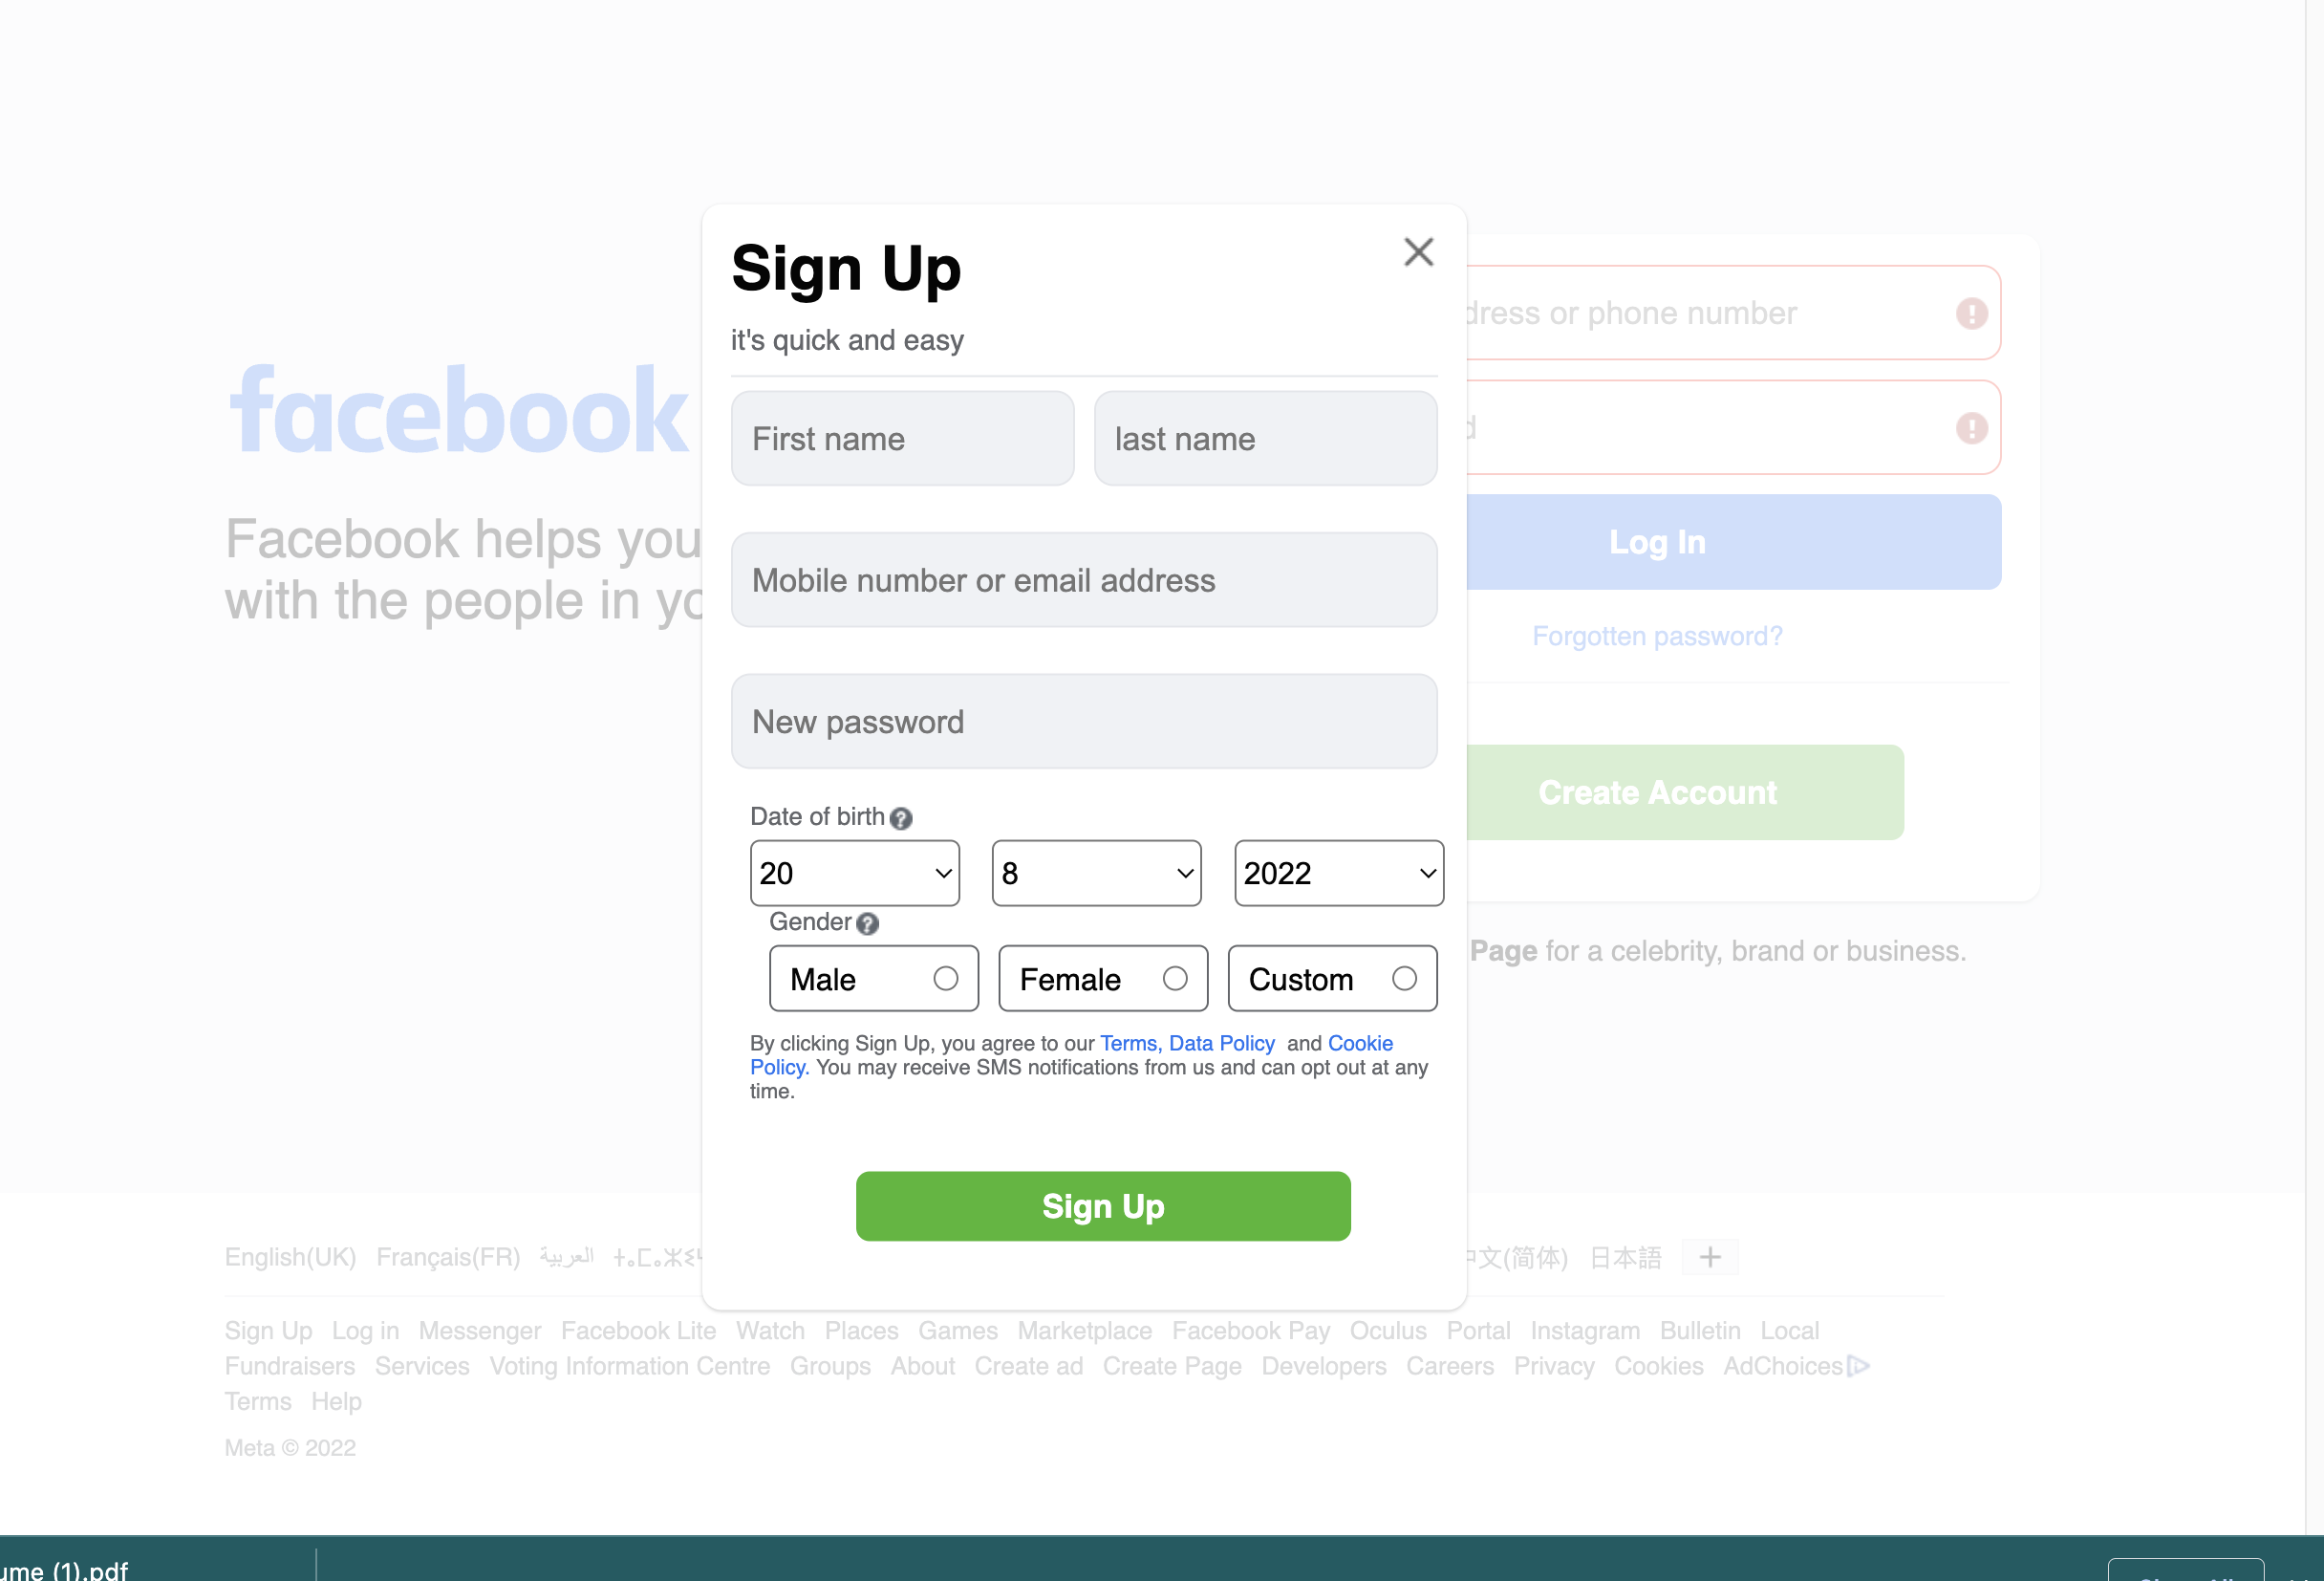 Sign Up
it's quick and easy
First name last name
Mobile number or email address
New password
Date of birth
20 8 2022
Gender
Male Female Custom
By clicking Sign Up, you agree to our Terms, Data Policy and Cookie
Policy. You may receive SMS notifications from us and can opt out at any
time.
Sign Up
facebook
Facebook helps you
with the people in
or phone number
Log In
Forgotten password?
Create Account
Page for a celebrity, brand or business.
English(UK) Français(FR) العربية 文(简体) 日本語
Sign Up Log in Messenger Facebook Lite Watch Places Games Marketplace Facebook Pay Oculus Portal Instagram Bulletin Local
Fundraisers Services Voting Information Centre Groups About Create ad Create Page Developers Careers Privacy Cookies AdChoices
Terms Help
Meta © 2022
(1).pdf